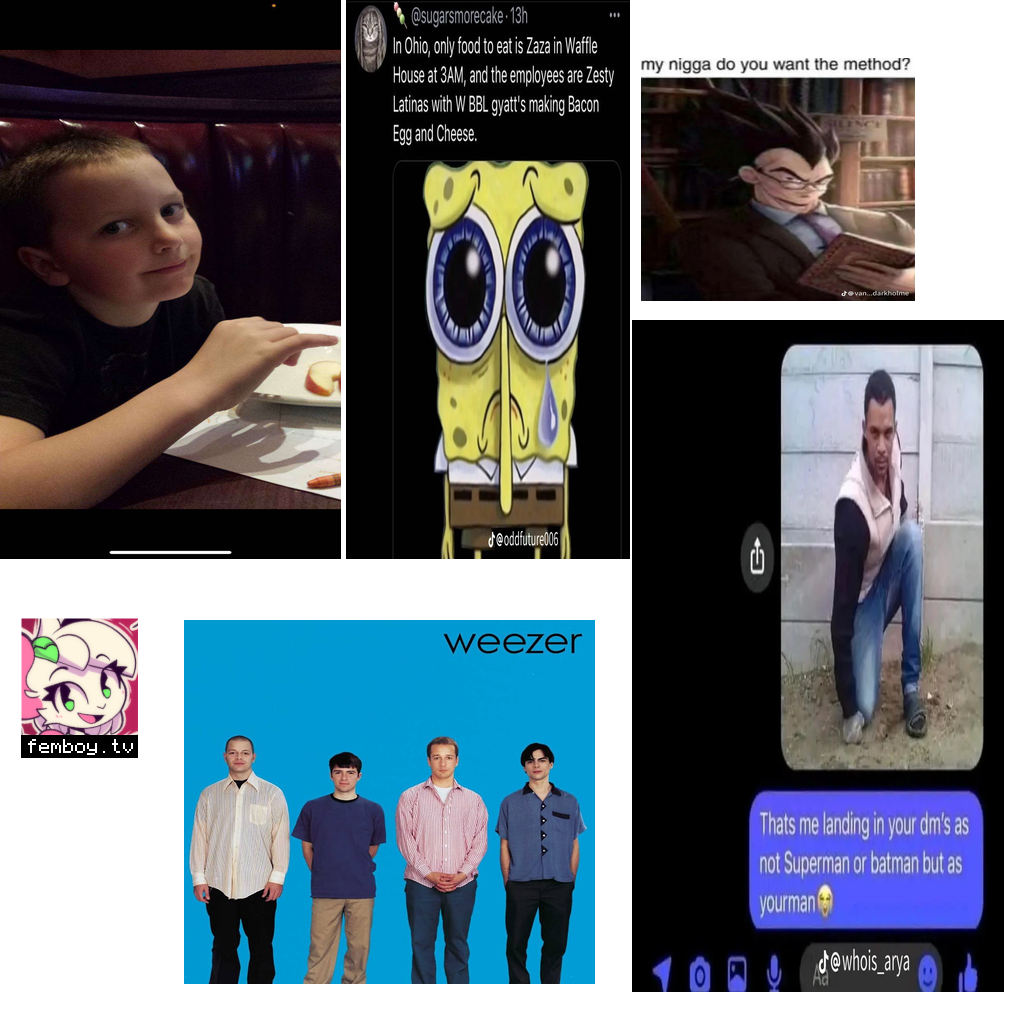 @sugarsmorecake · 13h
In Ohio, only food to eat is Zaza in Waffle
House at 3AM, and the employees are Zesty
Latinas with W BBL gyatt's making Bacon
Egg and Cheese.
@oddfuture006
my nigga do you want the method?
SILENCE
@van...darkholme
Thats me landing in your dm's as
not Superman or batman but as
yourman😭
Aa
@whois_arya
femboy.tv
weezer